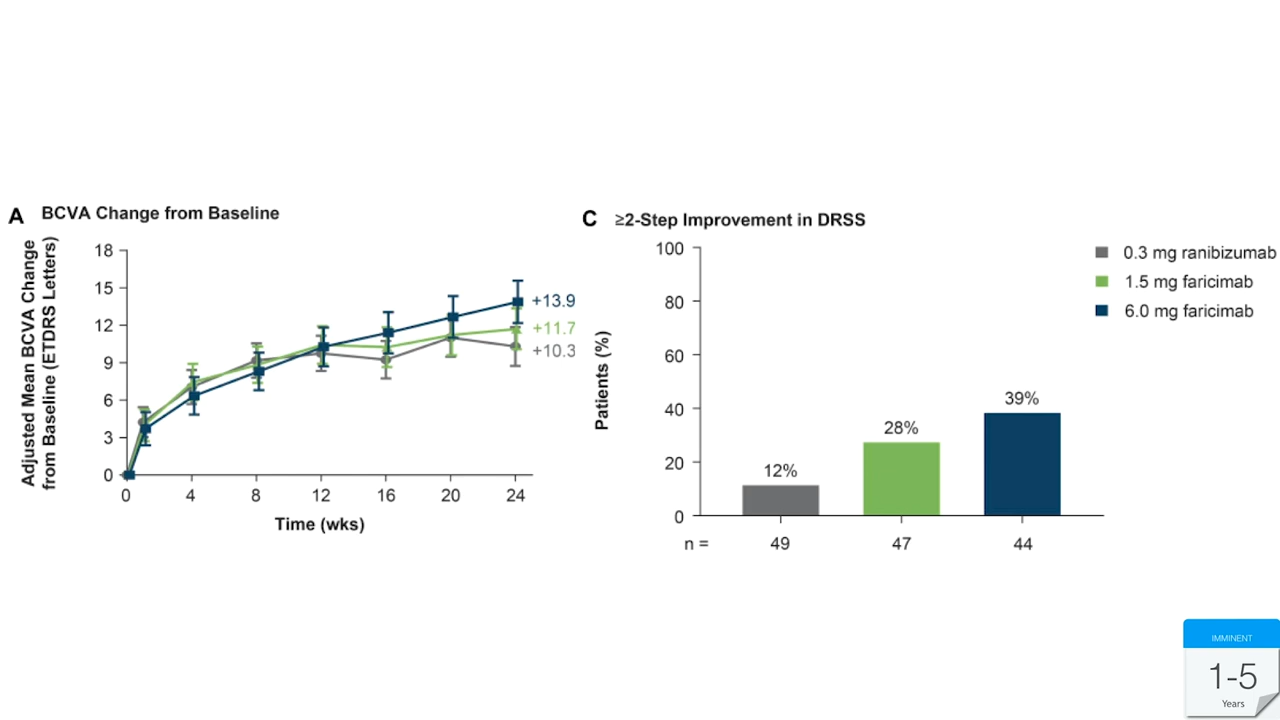 A BCVA Change from Baseline
Adjusted Mean BCVA Change
from Baseline (ETDRS Letters)
18
15
12
9
6
3
0
0 4 8 12 16 20 24
Time (wks)
+13.9
+11.7
+10.3
C ≥2-Step Improvement in DRSS
Patients (%)
100
80
60
40
20
0
12%
28%
39%
n = 49 47 44
0.3 mg ranibizumab
1.5 mg faricimab
6.0 mg faricimab
IMMINENT
1-5
Years